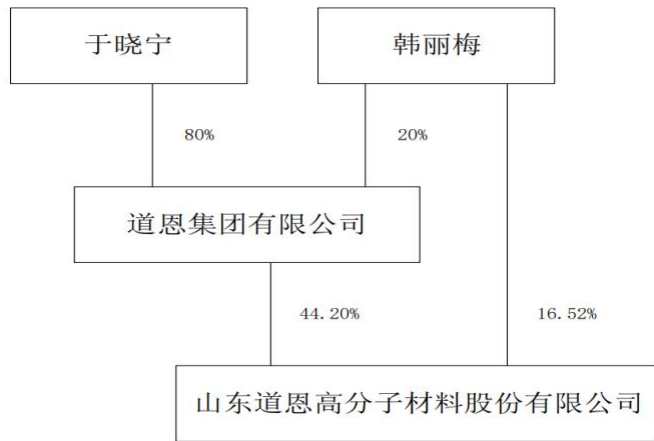 于晓宁
韩丽梅
80%
20%
道恩集团有限公司
44.20%
16.52%
山东道恩高分子材料股份有限公司